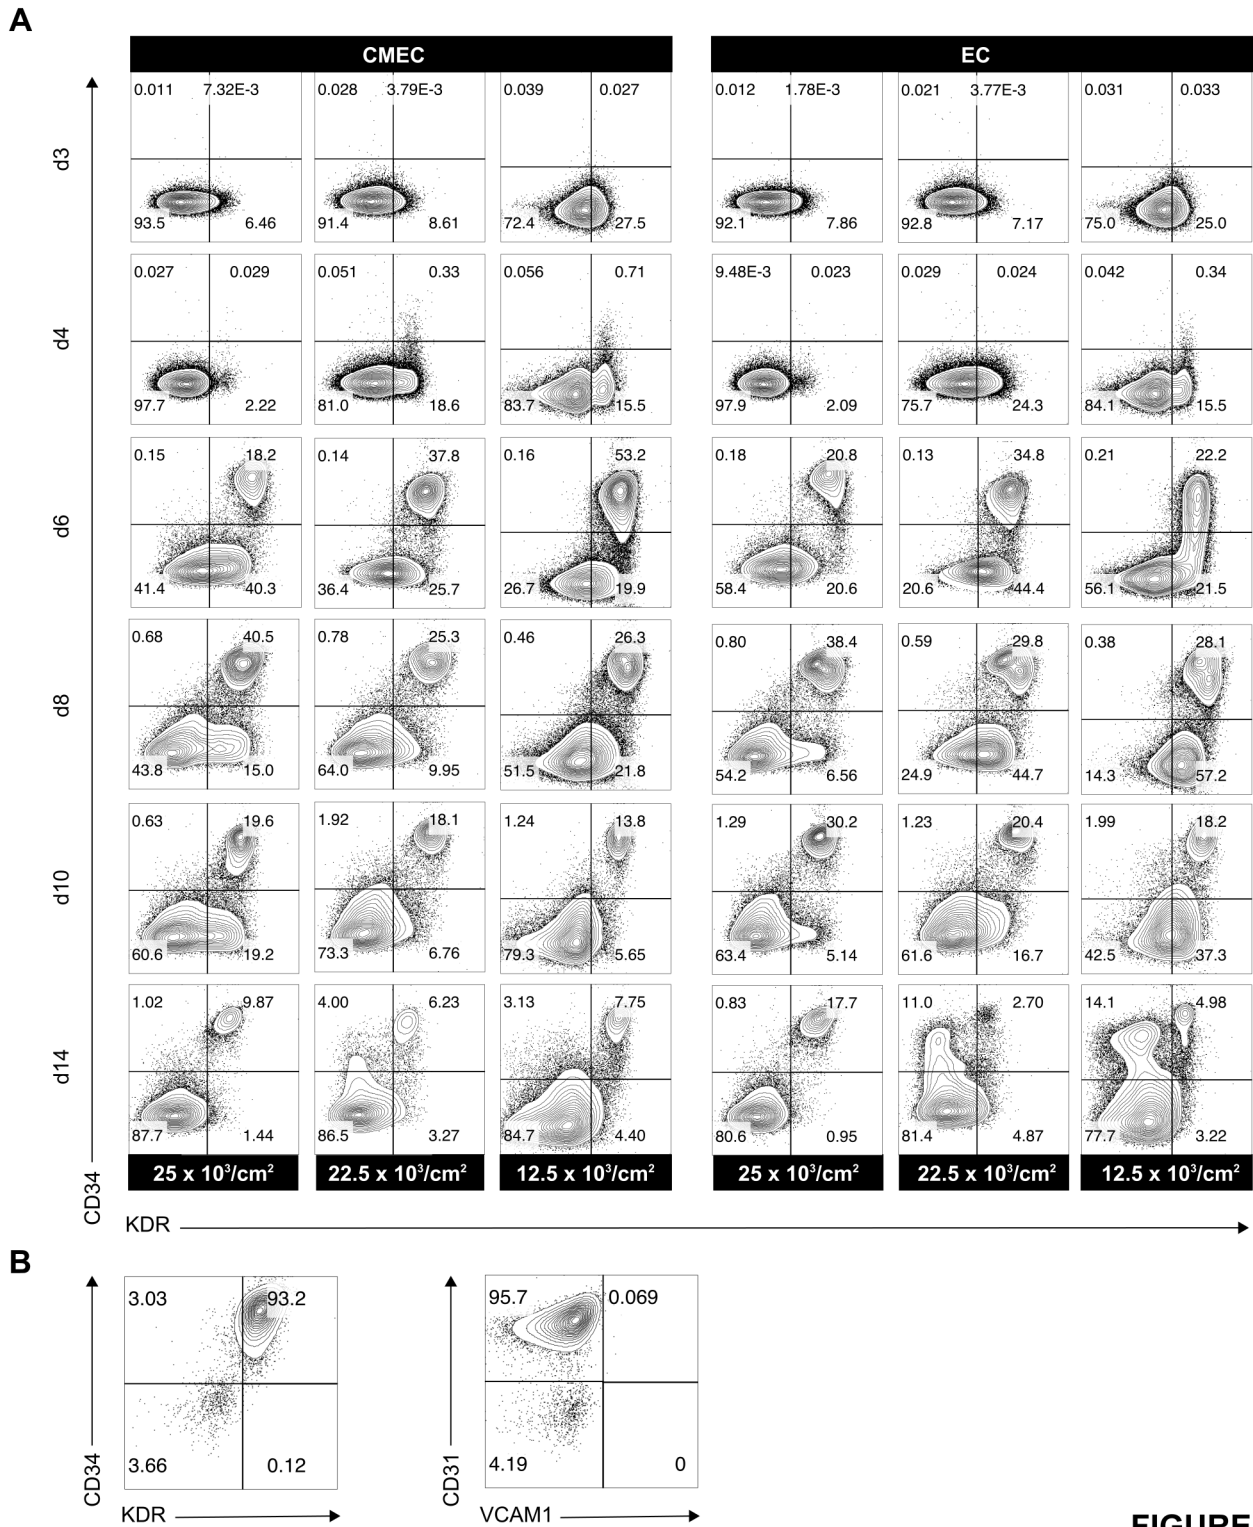 A
CMEC EC
0.011 7.32E-3 0.028 3.79E-3 0.039 0.027 0.012 1.78E-3 0.021 3.77E-3 0.031 0.033
d3
93.5 6.46 91.4 8.61 72.4 27.5 92.1 7.86 92.8 7.17 75.0 25.0
0.027 0.029 0.051 0.33 0.056 0.71 9.48E-3 0.023 0.029 0.024 0.042 0.34
d4
97.7 2.22 81.0 18.6 83.7 15.5 97.9 2.09 75.7 24.3 84.1 15.5
0.15 18.2 0.14 37.8 0.16 53.2 0.18 20.8 0.13 34.8 0.21 22.2
d6
41.4 40.3 36.4 25.7 26.7 19.9 58.4 20.6 20.6 44.4 56.1 21.5
0.68 40.5 0.78 25.3 0.46 26.3 0.80 38.4 0.59 29.8 0.38 28.1
d8
43.8 15.0 64.0 9.95 51.5 21.8 54.2 6.56 24.9 44.7 14.3 57.2
0.63 19.6 1.92 18.1 1.24 13.8 1.29 30.2 1.23 20.4 1.99 18.2
d10
60.6 19.2 73.3 6.76 79.3 5.65 63.4 5.14 61.6 16.7 42.5 37.3
1.02 9.87 4.00 6.23 3.13 7.75 0.83 17.7 11.0 2.70 14.1 4.98
d14
87.7 1.44 86.5 3.27 84.7 4.40 80.6 0.95 81.4 4.87 77.7 3.22
25 x 10³/cm² 22.5 x 10³/cm² 12.5 x 10³/cm² 25 x 10³/cm² 22.5 x 10³/cm² 12.5 x 10³/cm²
CD34
KDR
B
3.03 93.2 95.7 0.069
3.66 0.12 4.19 0
CD34 CD31
KDR VCAM1
FIGURE